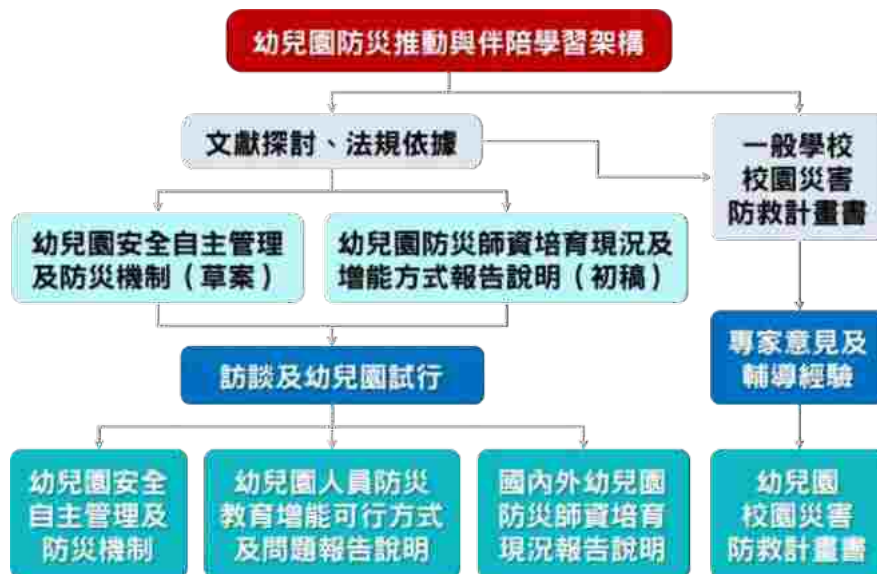 幼兒園防災推動與伴陪學習架構
文獻探討、法規依據
一般學校
校園災害
防救計畫書
幼兒園安全自主管理
及防災機制（草案）
幼兒園防災師資培育現況及
增能方式報告說明（初稿）
訪談及幼兒園試行
專家意見及
輔導經驗
幼兒園安全
自主管理及
防災機制
幼兒園人員防災
教育增能可行方式
及問題報告說明
國內外幼兒園
防災師資培育
現況報告說明
幼兒園
校園災害
防救計畫書